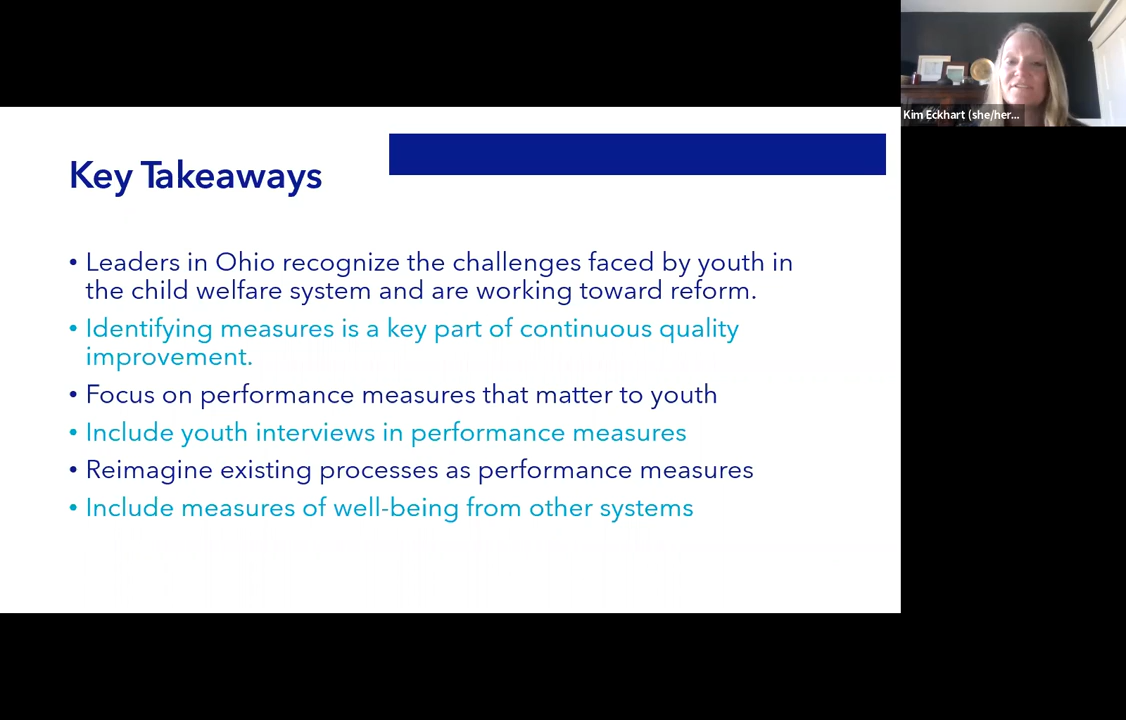 Kim Eckhart (she/her...
Key Takeaways
• Leaders in Ohio recognize the challenges faced by youth in
the child welfare system and are working toward reform.
• Identifying measures is a key part of continuous quality
improvement.
• Focus on performance measures that matter to youth
• Include youth interviews in performance measures
• Reimagine existing processes as performance measures
• Include measures of well-being from other systems